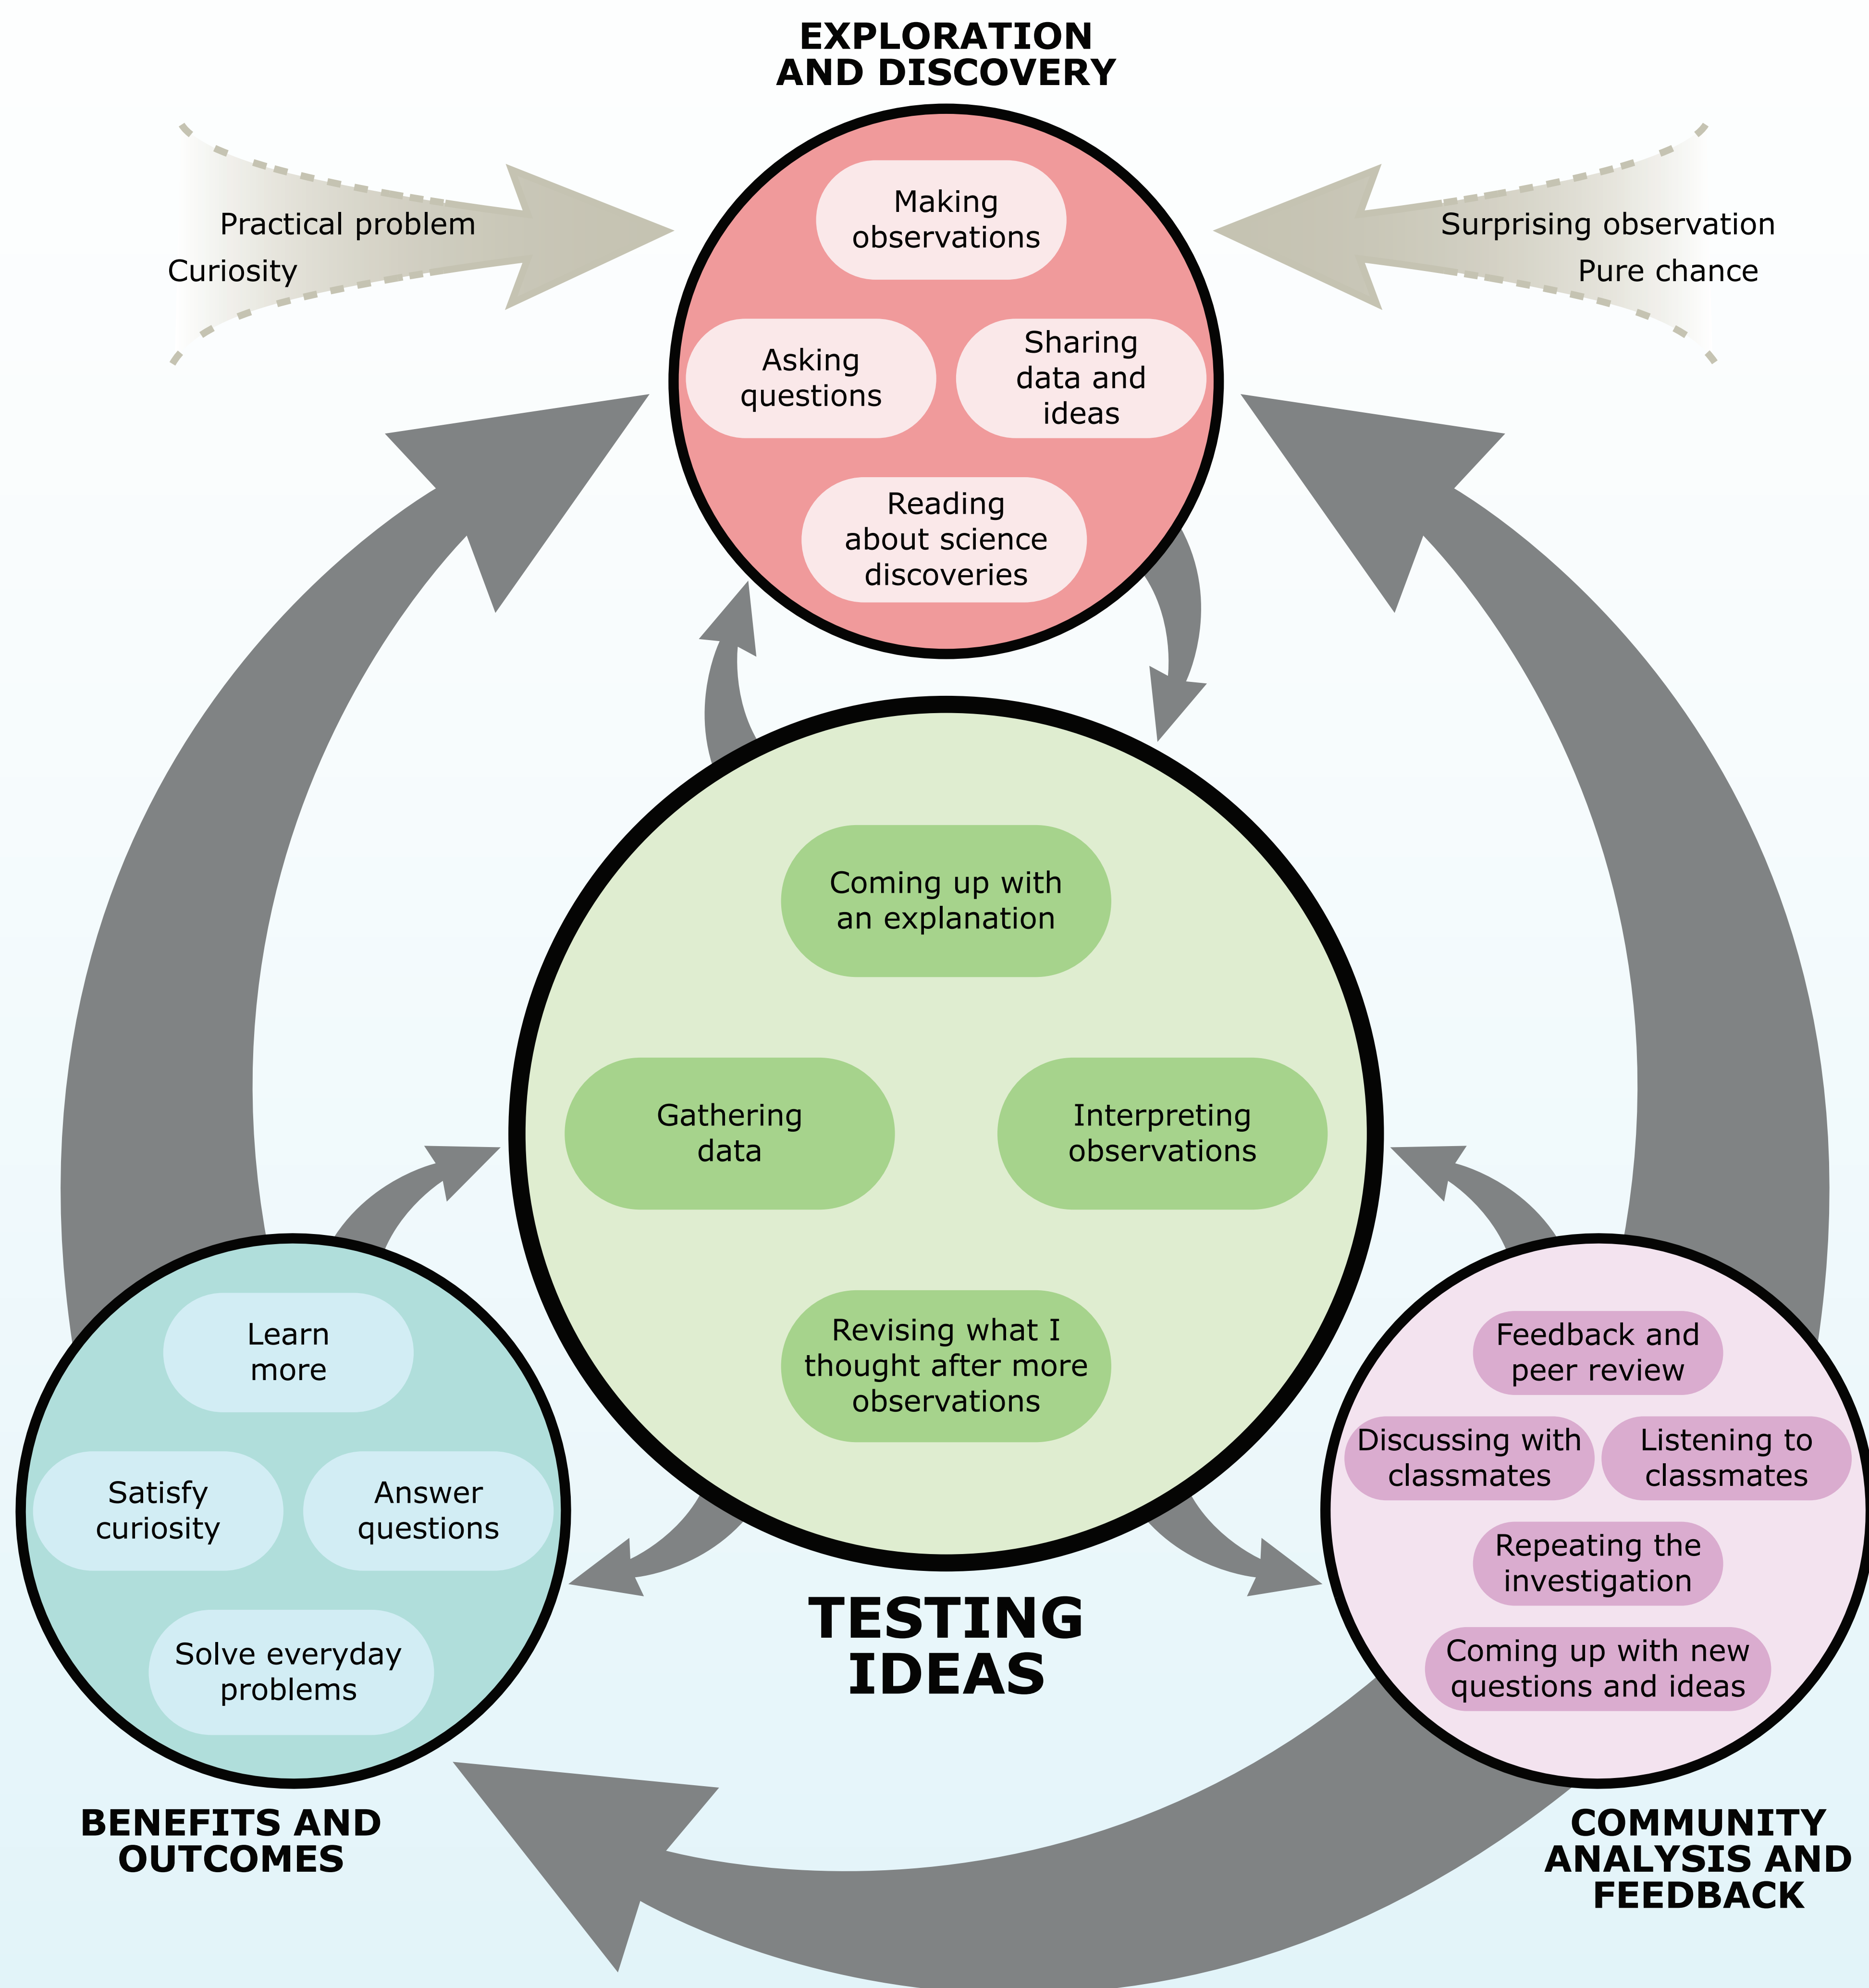 EXPLORATION
AND DISCOVERY
Practical problem
Curiosity
Surprising observation
Pure chance
Making
observations
Asking
questions
Sharing
data and
ideas
Reading
about science
discoveries
Coming up with
an explanation
Gathering
data
Interpreting
observations
Revising what I
thought after more
observations
TESTING
IDEAS
Learn
more
Satisfy
curiosity
Answer
questions
Solve everyday
problems
BENEFITS AND
OUTCOMES
Feedback and
peer review
Discussing with
classmates
Listening to
classmates
Repeating the
investigation
Coming up with new
questions and ideas
COMMUNITY
ANALYSIS AND
FEEDBACK